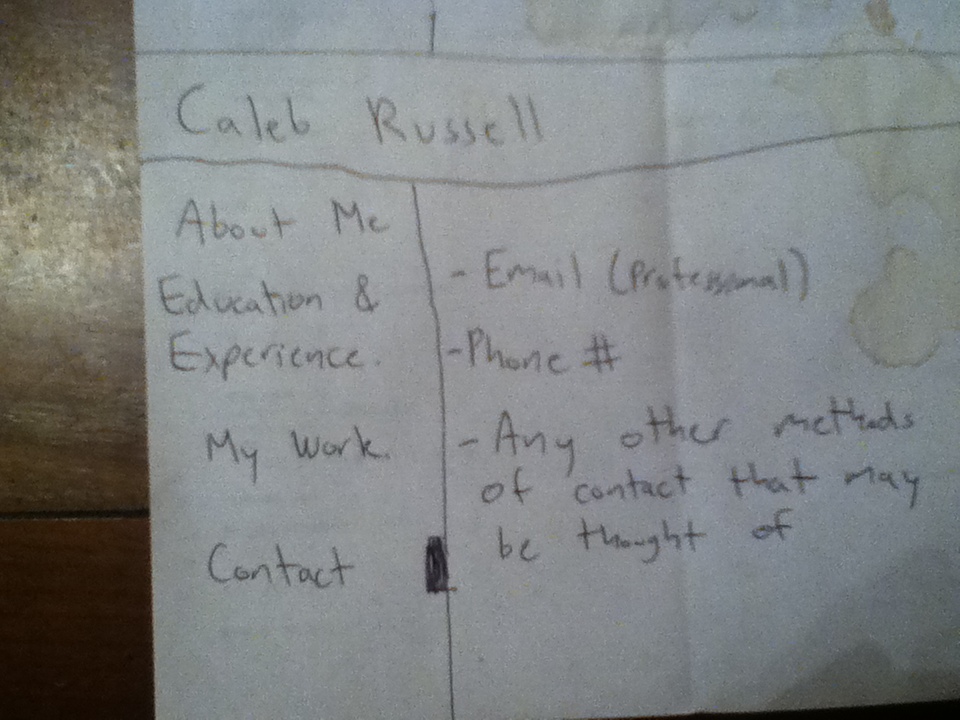 Caleb Russell
About Me
Education &
Experience.
My Work.
Contact
- Email (Professional)
- Phone #
- Any other methods
of contact that may
be thought of